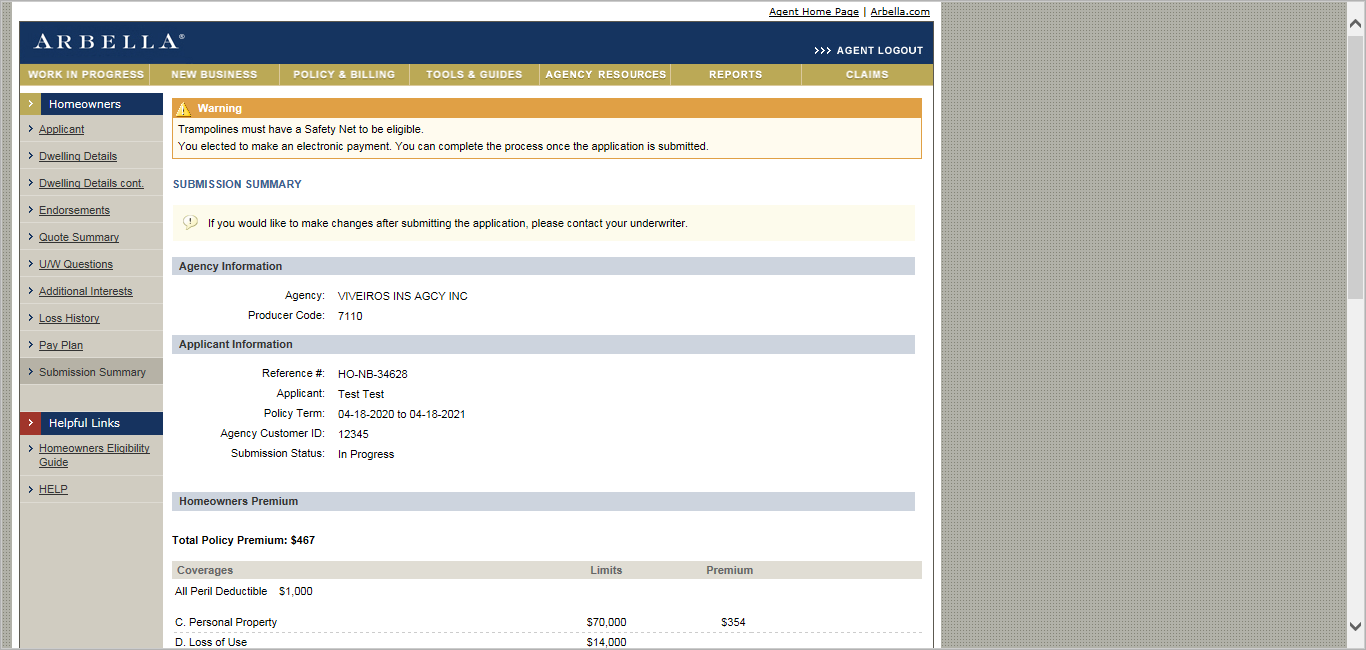 Agent Home Page | Arbella.com
ARBELLA®
>>> AGENT LOGOUT
WORK IN PROGRESS NEW BUSINESS POLICY & BILLING TOOLS & GUIDES AGENCY RESOURCES REPORTS CLAIMS
Homeowners
Applicant
Dwelling Details
Dwelling Details cont.
Endorsements
Quote Summary
U/W Questions
Additional Interests
Loss History
Pay Plan
Submission Summary
Helpful Links
Homeowners Eligibility
Guide
HELP
Warning
Trampolines must have a Safety Net to be eligible.
You elected to make an electronic payment. You can complete the process once the application is submitted.
SUBMISSION SUMMARY
If you would like to make changes after submitting the application, please contact your underwriter.
Agency Information
Agency: VIVEIROS INS AGCY INC
Producer Code: 7110
Applicant Information
Reference #: HO-NB-34628
Applicant: Test Test
Policy Term: 04-18-2020 to 04-18-2021
Agency Customer ID: 12345
Submission Status: In Progress
Homeowners Premium
Total Policy Premium: $467
Coverages Limits Premium
All Peril Deductible $1,000
C. Personal Property $70,000 $354
D. Loss of Use $14,000